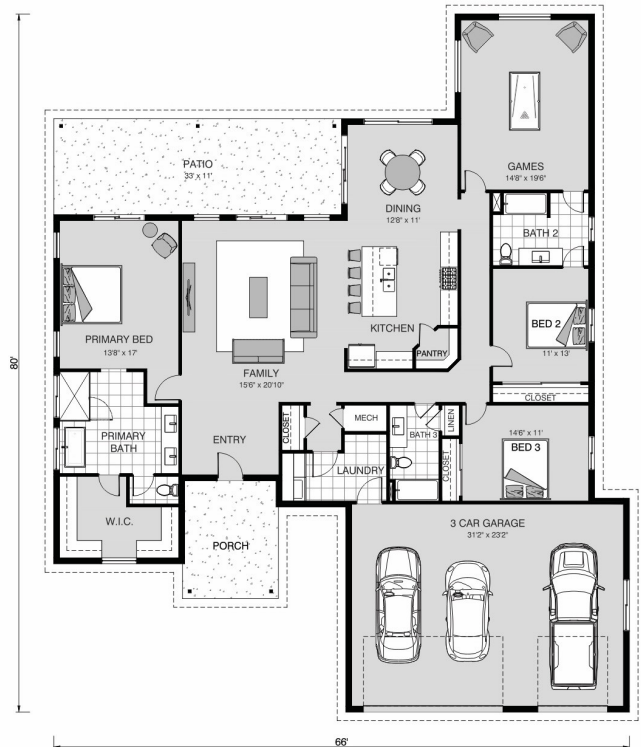 GAMES
14'8" x 19'6"
PATIO
33' x 11'
DINING
12'8" x 11'
BATH 2
KITCHEN
PANTRY
BED 2
11' x 13'
CLOSET
PRIMARY BED
13'8" x 17'
FAMILY
15'6" x 20'10"
80'
PRIMARY
BATH
ENTRY
CLOSET
MECH
LAUNDRY
BATH 3
LINEN
CLOSET
14'6" x 11'
BED 3
W.I.C.
PORCH
3 CAR GARAGE
31'2" x 23'2"
66'